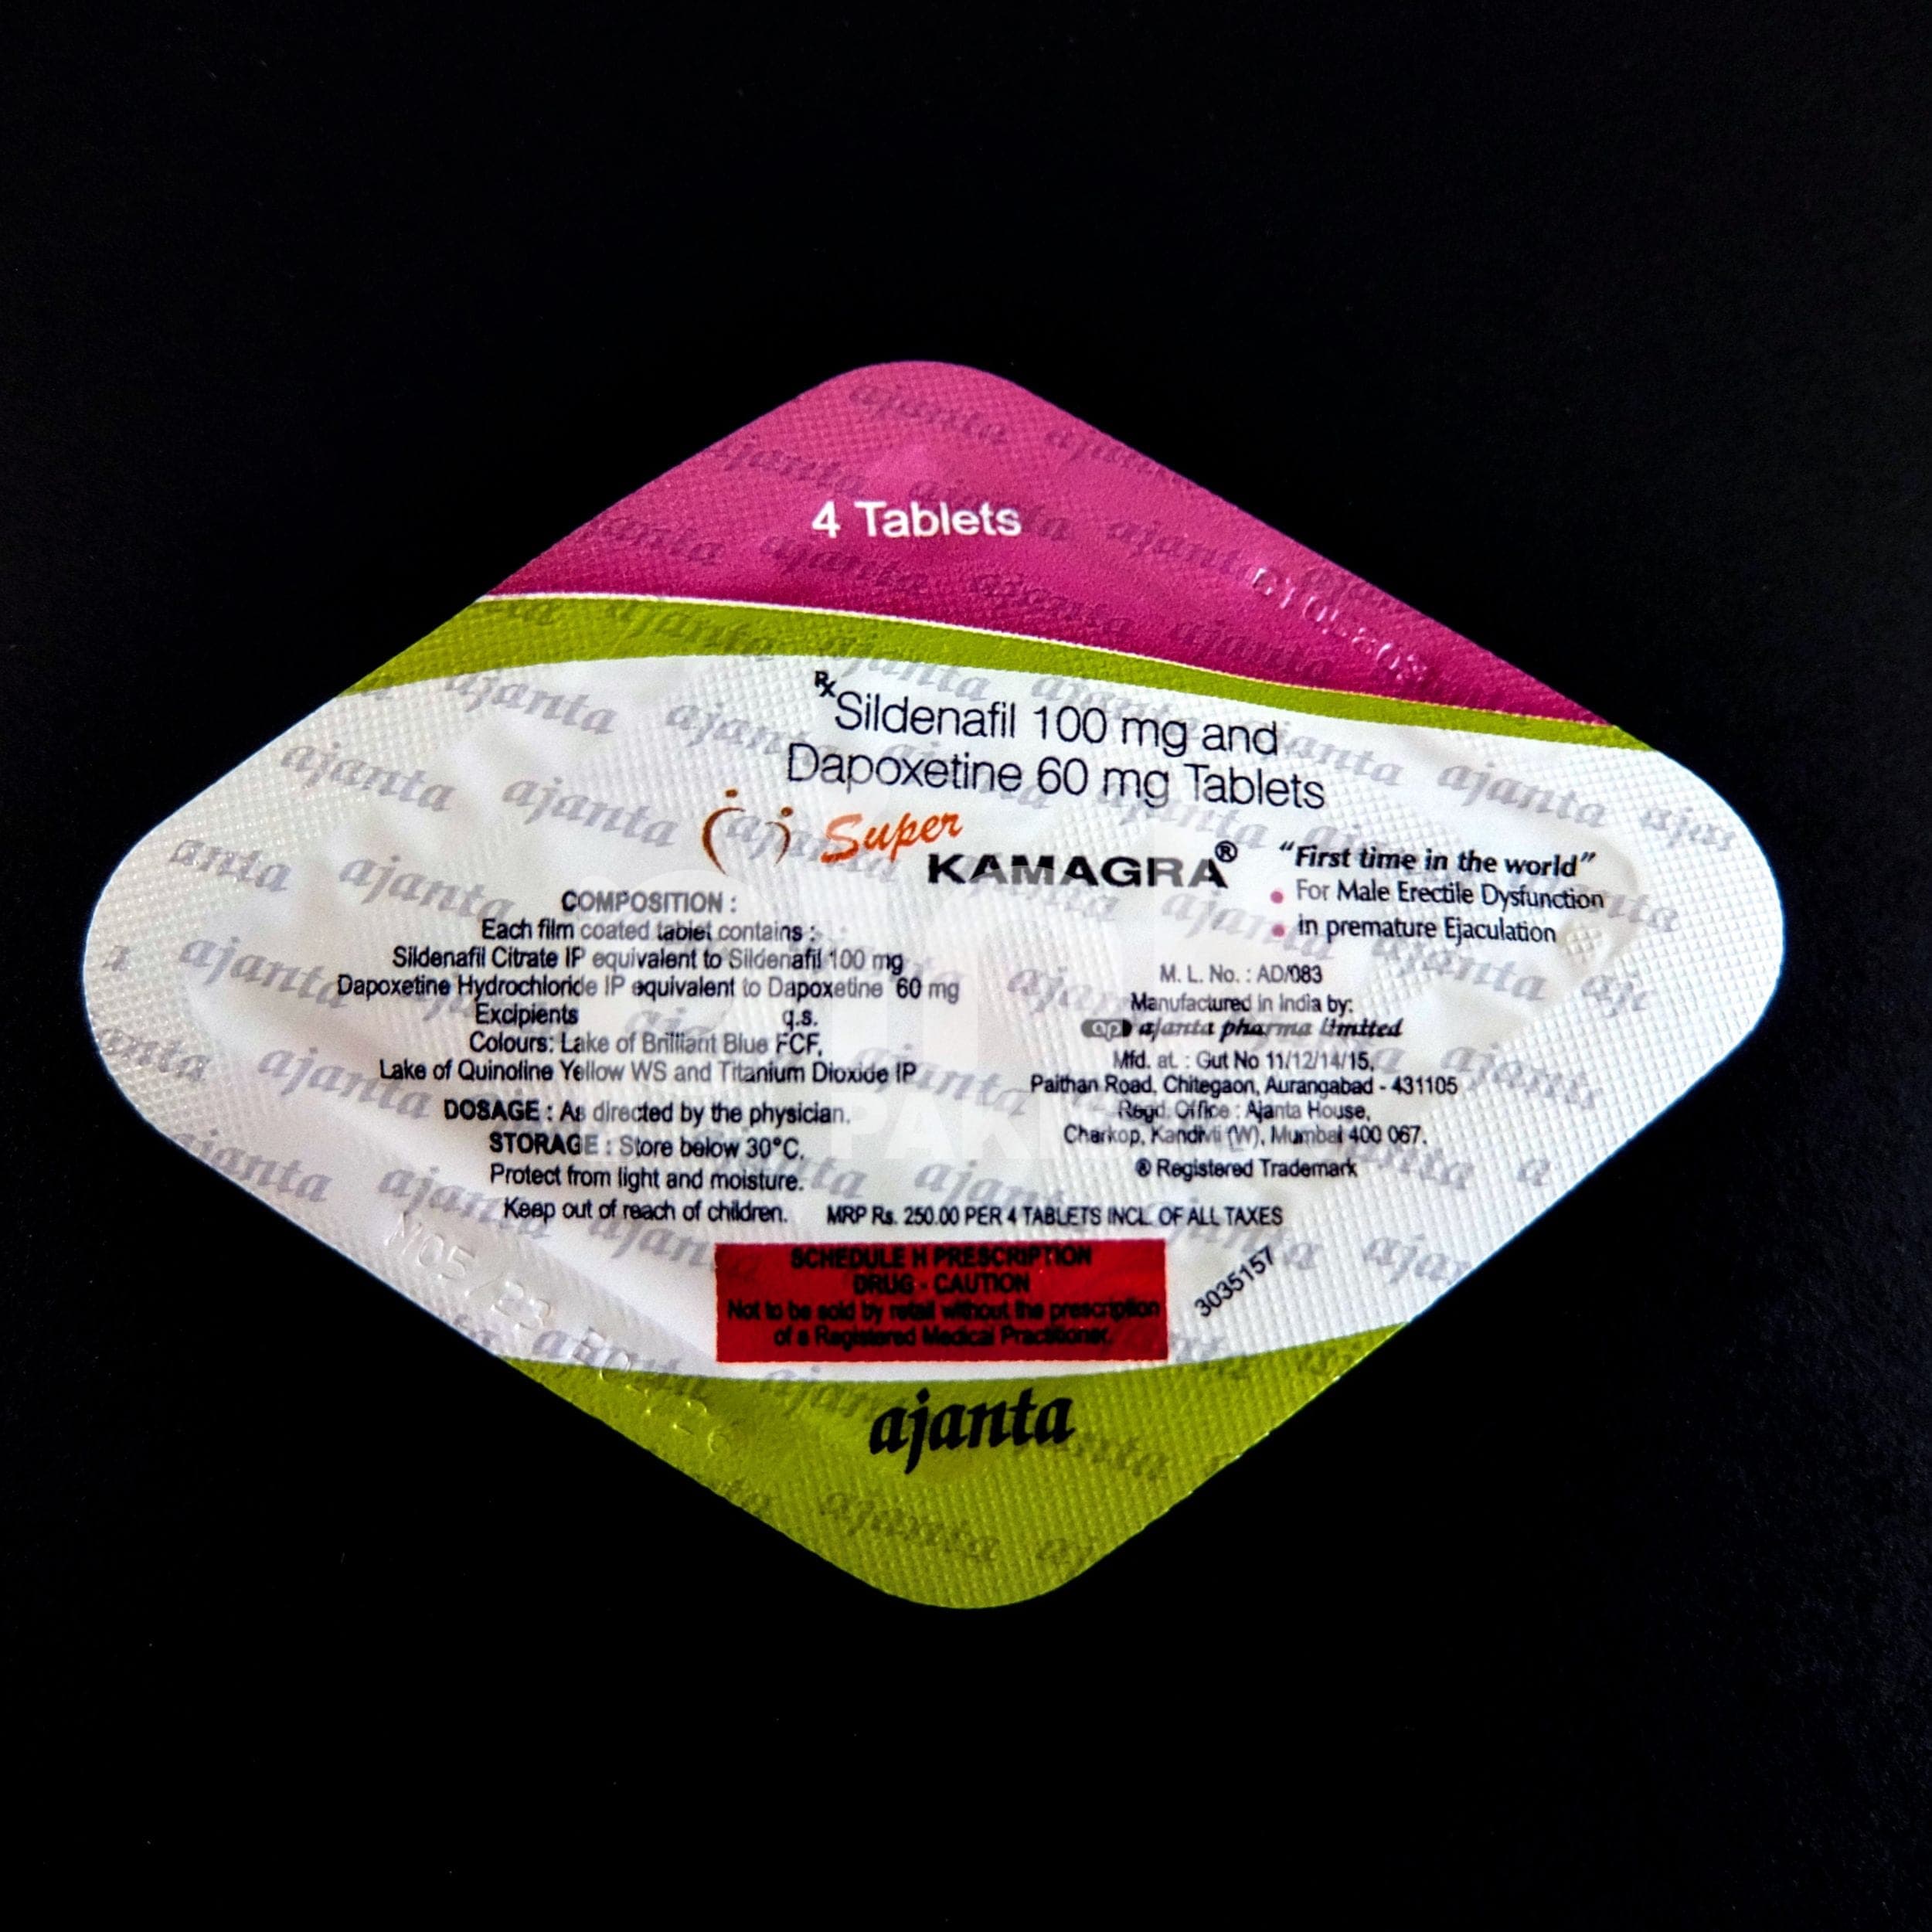 4 Tablets
Rx Sildenafil 100 mg and
Dapoxetine 60 mg Tablets
Super
KAMAGRA®
"First time in the world"
• For Male Erectile Dysfunction
• in premature Ejaculation
COMPOSITION :
Each film coated tablet contains :
Sildenafil Citrate IP equivalent to Sildenafil 100 mg
Dapoxetine Hydrochloride IP equivalent to Dapoxetine 60 mg
Excipients q.s.
Colours: Lake of Brilliant Blue FCF,
Lake of Quinoline Yellow WS and Titanium Dioxide IP
DOSAGE : As directed by the physician.
STORAGE : Store below 30°C.
Protect from light and moisture.
Keep out of reach of children.
M. L. No. : AD/083
Manufactured in India by:
ap ajanta pharma limited
Mfd. at. : Gut No 11/12/14/15,
Paithan Road, Chitegaon, Aurangabad - 431105
Regd. Office : Ajanta House,
Charkop, Kandivli (W), Mumbai 400 067.
® Registered Trademark
MRP Rs. 250.00 PER 4 TABLETS INCL. OF ALL TAXES
SCHEDULE H PRESCRIPTION
DRUG - CAUTION
Not to be sold by retail without the prescription
of a Registered Medical Practitioner.
3035157
ajanta